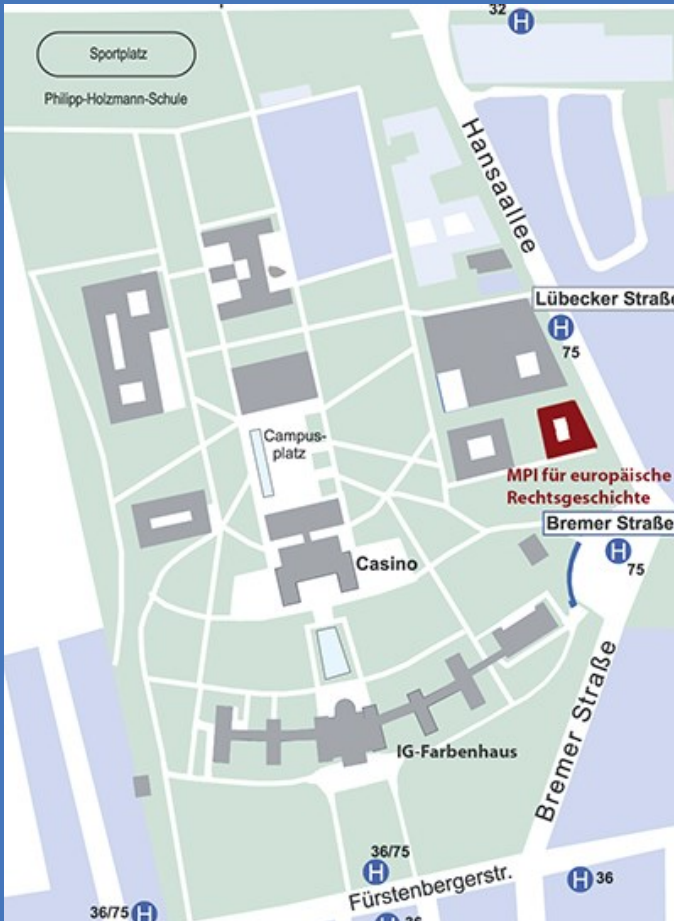 32
H
Sportplatz
Philipp-Holzmann-Schule
Hansaallee
Lübecker Straße
H
75
Campus-
platz
MPI für europäische
Rechtsgeschichte
Bremer Straße
H
75
Casino
Bremer Straße
IG-Farbenhaus
36/75
H
Fürstenbergerstr.
H 36
36/75 H
H 36